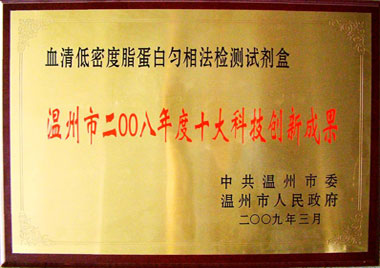 血清低密度脂蛋白匀相法检测试剂盒
温州市二00八年度十大科技创新成果
中共温州市委
温州市人民政府
二00九年三月